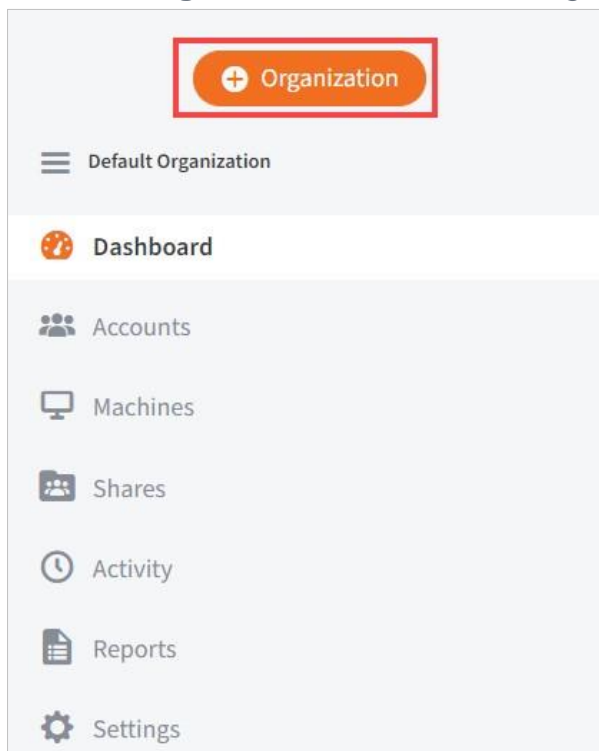 Organization
Default Organization
Dashboard
Accounts
Machines
Shares
Activity
Reports
Settings